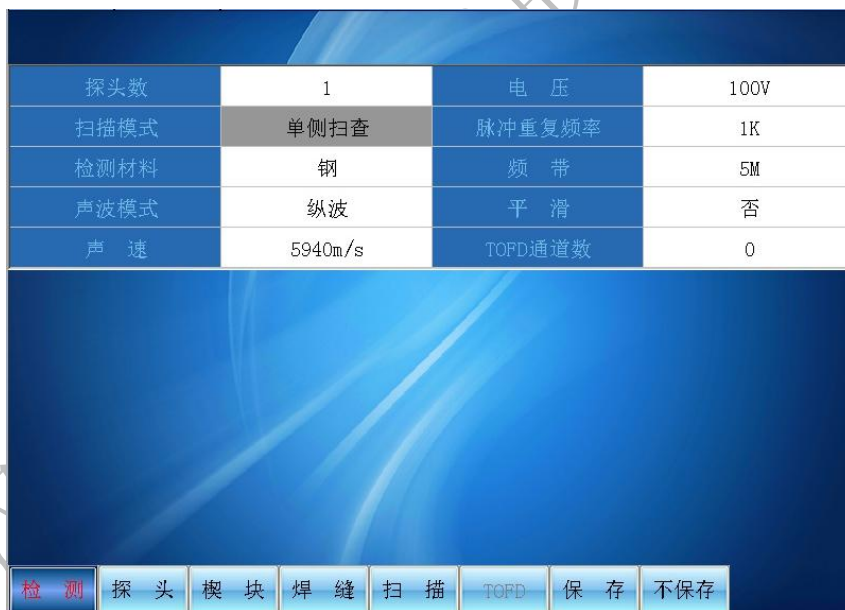 探头数 1 电 压 100V
扫描模式 单侧扫查 脉冲重复频率 1K
检测材料 钢 频 带 5M
声波模式 纵波 平 滑 否
声 速 5940m/s TOFD通道数 0
检 测 探 头 楔 块 焊 缝 扫 描 TOFD 保 存 不保存